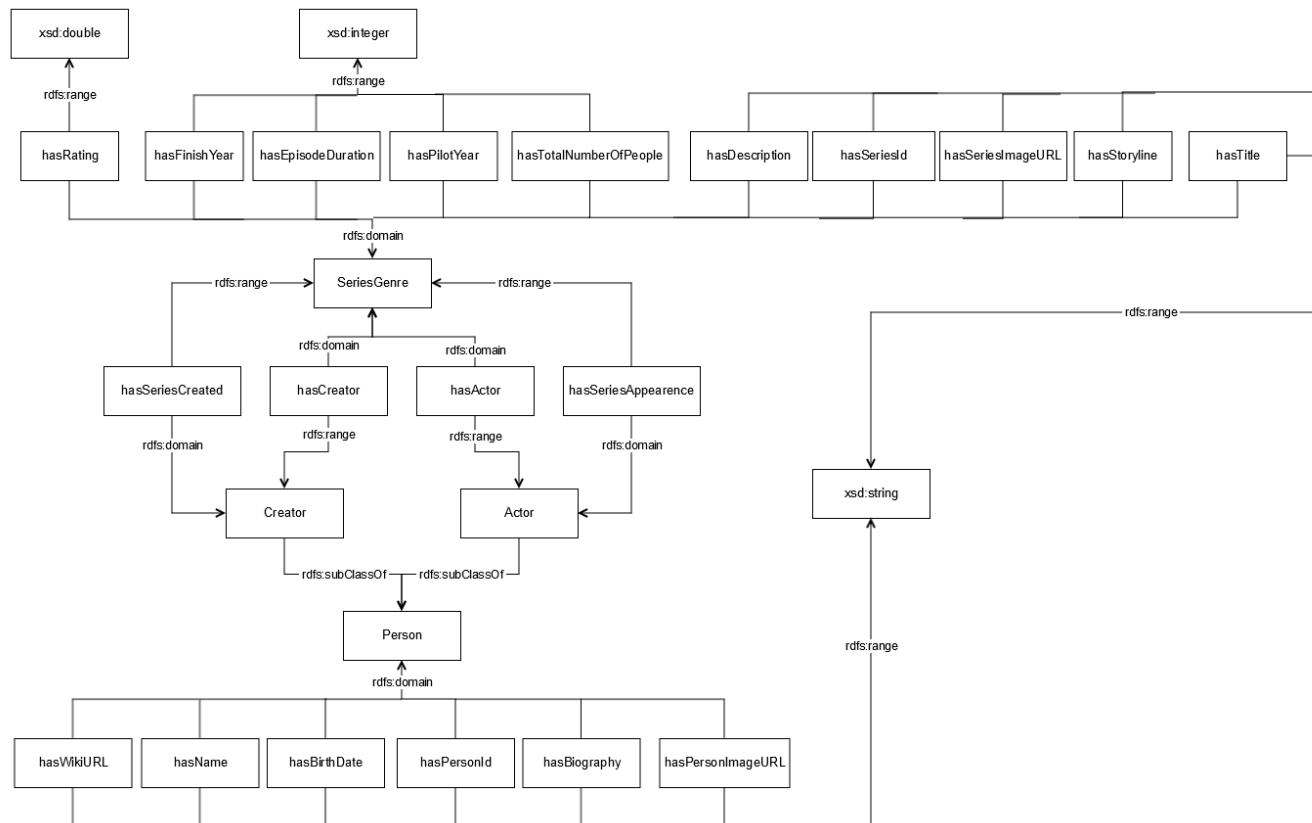 xsd:double
xsd:integer
rdfs:range
rdfs:range
hasRating
hasFinishYear
hasEpisodeDuration
hasPilotYear
hasTotalNumberOfPeople
hasDescription
hasSeriesId
hasSeriesImageURL
hasStoryline
hasTitle
rdfs:domain
SeriesGenre
rdfs:range
rdfs:range
rdfs:range
rdfs:domain
rdfs:domain
hasSeriesCreated
hasCreator
hasActor
hasSeriesAppearence
rdfs:domain
rdfs:range
rdfs:range
rdfs:domain
Creator
Actor
xsd:string
rdfs:subClassOf
rdfs:subClassOf
Person
rdfs:range
rdfs:domain
hasWikiURL
hasName
hasBirthDate
hasPersonId
hasBiography
hasPersonImageURL